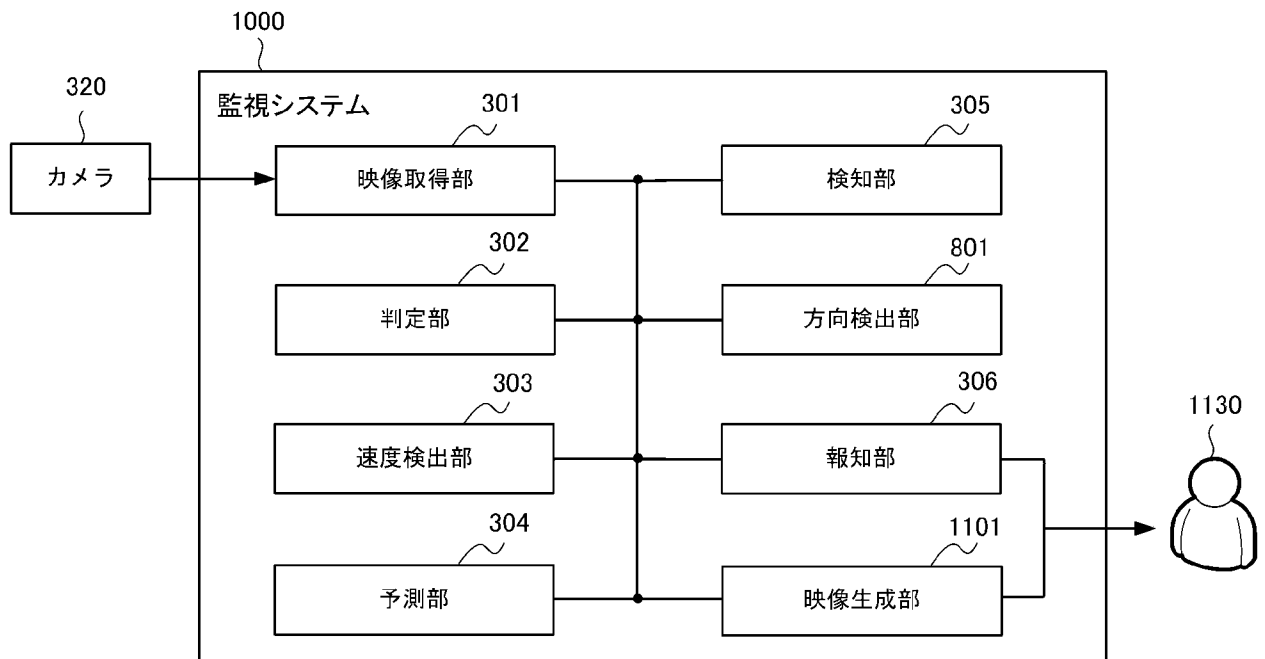 1000
320
監視システム
301
305
カメラ
映像取得部
検知部
302
801
判定部
方向検出部
303
306
1130
速度検出部
報知部
304
1101
予測部
映像生成部